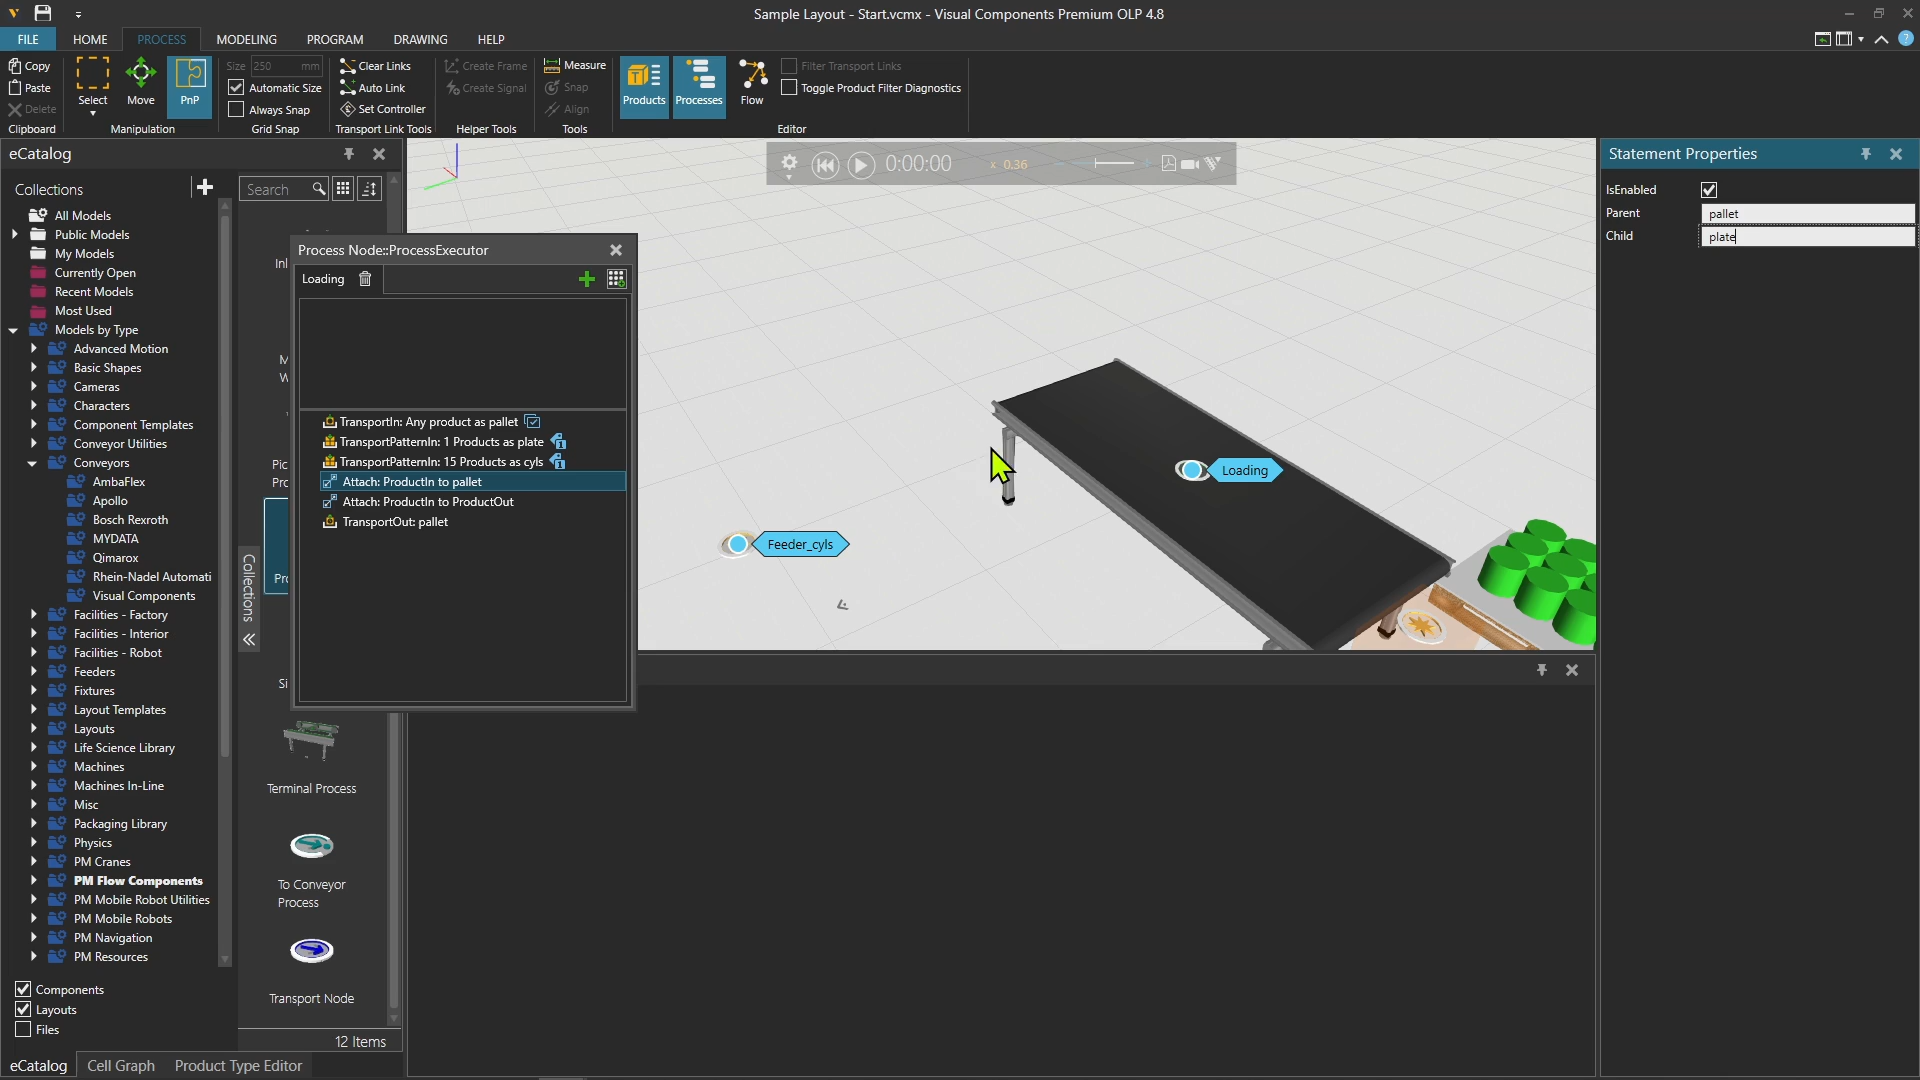 Sample Layout - Start.vcmx - Visual Components Premium OLP 4.8
FILE HOME PROCESS MODELING PROGRAM DRAWING HELP
Copy
Paste
Delete
Clipboard
Select
Move
PnP
Manipulation
Size 250 mm
Automatic Size
Always Snap
Grid Snap
Clear Links
Auto Link
Set Controller
Transport Link Tools
Create Frame
Create Signal
Helper Tools
Measure
Snap
Align
Tools
Products
Processes
Flow
Filter Transport Links
Toggle Product Filter Diagnostics
Editor
eCatalog
Collections
Search
All Models
Public Models
My Models
Currently Open
Recent Models
Most Used
Models by Type
Advanced Motion
Basic Shapes
Cameras
Characters
Component Templates
Conveyor Utilities
Conveyors
AmbaFlex
Apollo
Bosch Rexroth
MYDATA
Qimarox
Rhein-Nadel Automati
Visual Components
Facilities - Factory
Facilities - Interior
Facilities - Robot
Feeders
Fixtures
Layout Templates
Layouts
Life Science Library
Machines
Machines In-Line
Misc
Packaging Library
Physics
PM Cranes
PM Flow Components
PM Mobile Robot Utilities
PM Mobile Robots
PM Navigation
PM Resources
Components
Layouts
Files
Collections
Terminal Process
To Conveyor
Process
Transport Node
12 Items
eCatalog Cell Graph Product Type Editor
Process Node::ProcessExecutor
Loading
TransportIn: Any product as pallet
TransportPatternIn: 1 Products as plate
TransportPatternIn: 15 Products as cyls
Attach: ProductIn to pallet
Attach: ProductIn to ProductOut
TransportOut: pallet
0:00:00
x 0.36
Loading
Feeder_cyls
Statement Properties
IsEnabled
Parent pallet
Child plate